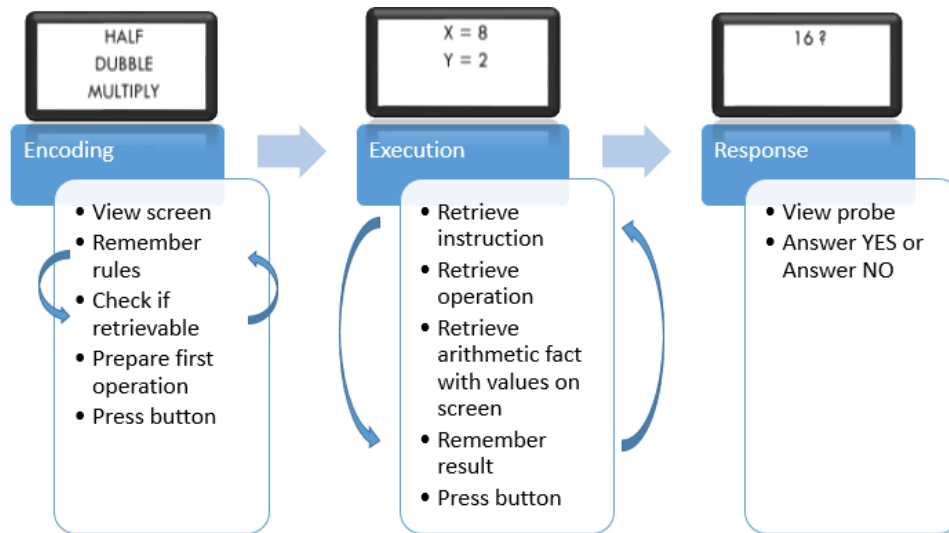 HALF
DUBBLE
MULTIPLY
Encoding
• View screen
• Remember
rules
• Check if
retrievable
• Prepare first
operation
• Press button
X = 8
Y = 2
Execution
• Retrieve
instruction
• Retrieve
operation
• Retrieve
arithmetic fact
with values on
screen
• Remember
result
• Press button
16 ?
Response
• View probe
• Answer YES or
Answer NO